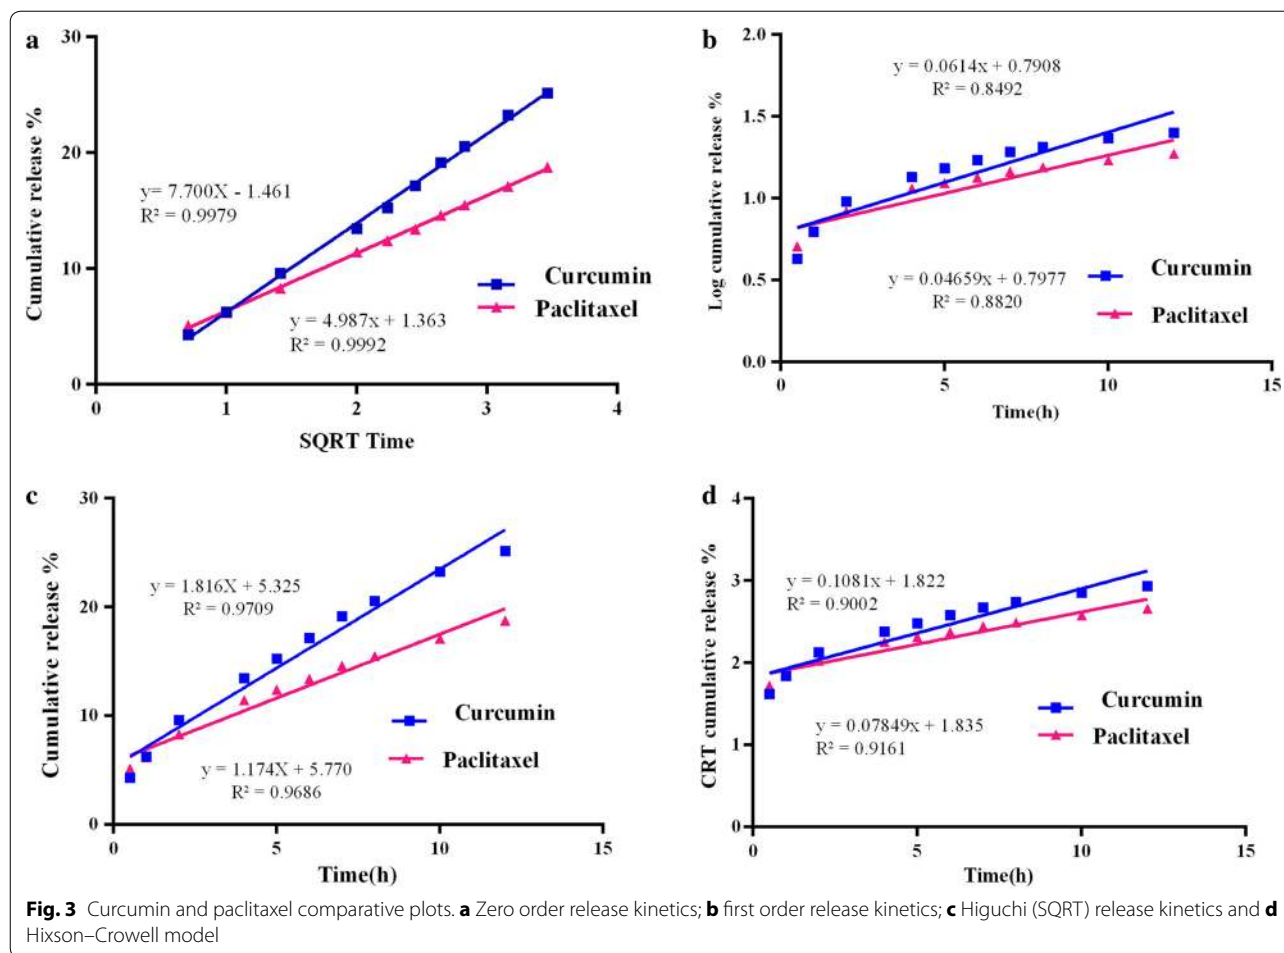 a
30
20
10
0
0 1 2 3 4
Cumulative release %
SQRT Time
y= 7.700X - 1.461
R² = 0.9979
y = 4.987x + 1.363
R² = 0.9992
Curcumin
Paclitaxel
b
2.0
1.5
1.0
0.5
0.0
0 5 10 15
Log cumulative release %
Time(h)
y = 0.0614x + 0.7908
R² = 0.8492
y = 0.04659x + 0.7977
R² = 0.8820
Curcumin
Paclitaxel
c
30
20
10
0
0 5 10 15
Cumulative release %
Time(h)
y = 1.816X + 5.325
R² = 0.9709
y = 1.174X + 5.770
R² = 0.9686
Curcumin
Paclitaxel
d
4
3
2
1
0
0 5 10 15
CRT cumulative release %
Time(h)
y = 0.1081x + 1.822
R² = 0.9002
y = 0.07849x + 1.835
R² = 0.9161
Curcumin
Paclitaxel
Fig. 3 Curcumin and paclitaxel comparative plots. a Zero order release kinetics; b first order release kinetics; c Higuchi (SQRT) release kinetics and d
Hixson–Crowell model